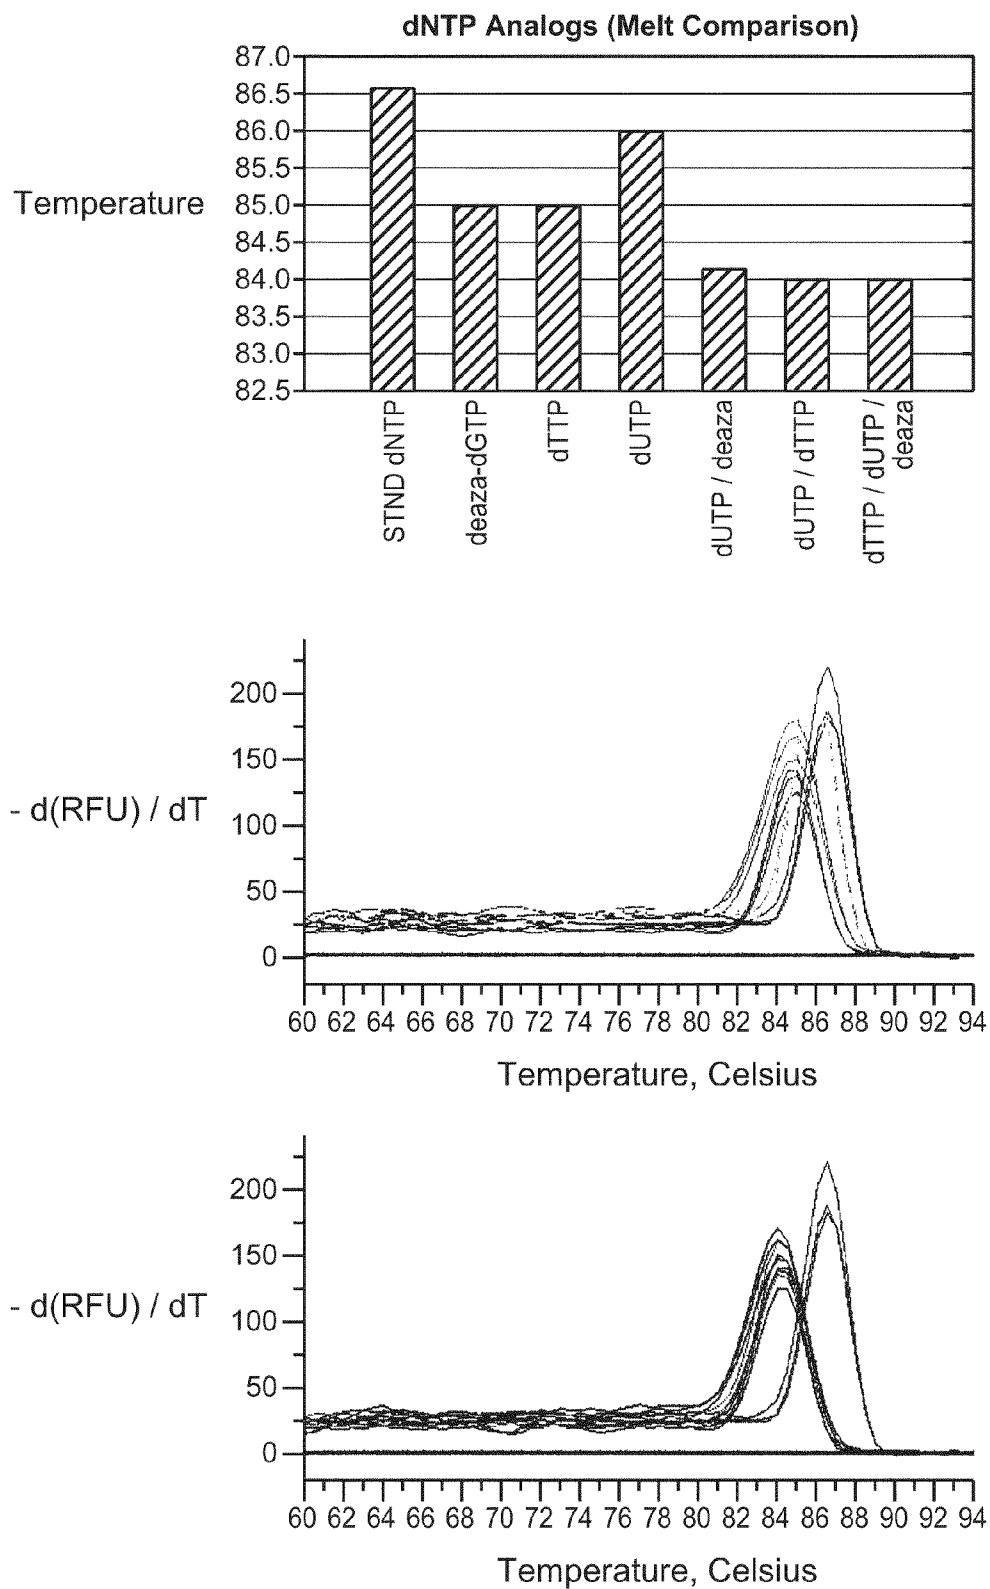 dNTP Analogs (Melt Comparison)
87.0
86.5
86.0
85.5
Temperature 85.0
84.5
84.0
83.5
83.0
82.5
STND dNTP
deaza-dGTP
dTTP
dUTP
dUTP / deaza
dUTP / dTTP
dTTP / dUTP /
deaza
200
150
- d(RFU) / dT
100
50
0
60 62 64 66 68 70 72 74 76 78 80 82 84 86 88 90 92 94
Temperature, Celsius
200
150
- d(RFU) / dT
100
50
0
60 62 64 66 68 70 72 74 76 78 80 82 84 86 88 90 92 94
Temperature, Celsius